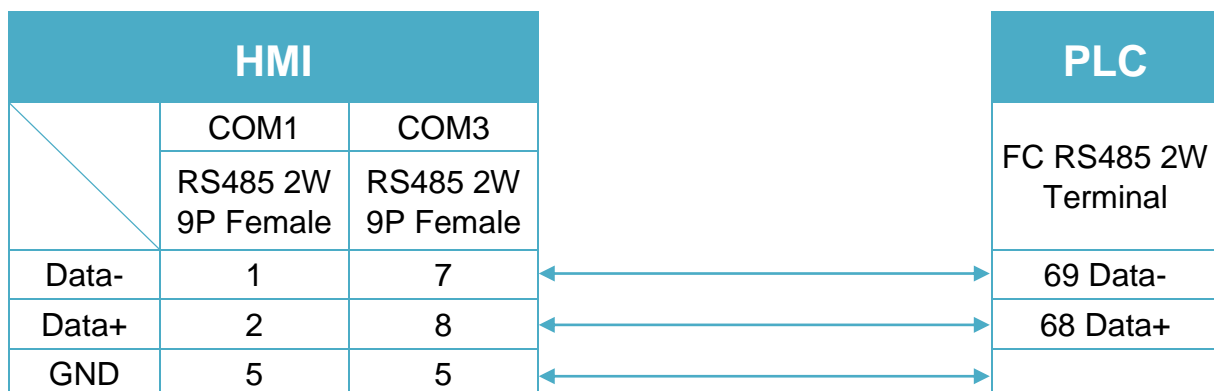 HMI
PLC
COM1 COM3
RS485 2W RS485 2W
9P Female 9P Female
FC RS485 2W
Terminal
Data- 1 7 69 Data-
Data+ 2 8 68 Data+
GND 5 5